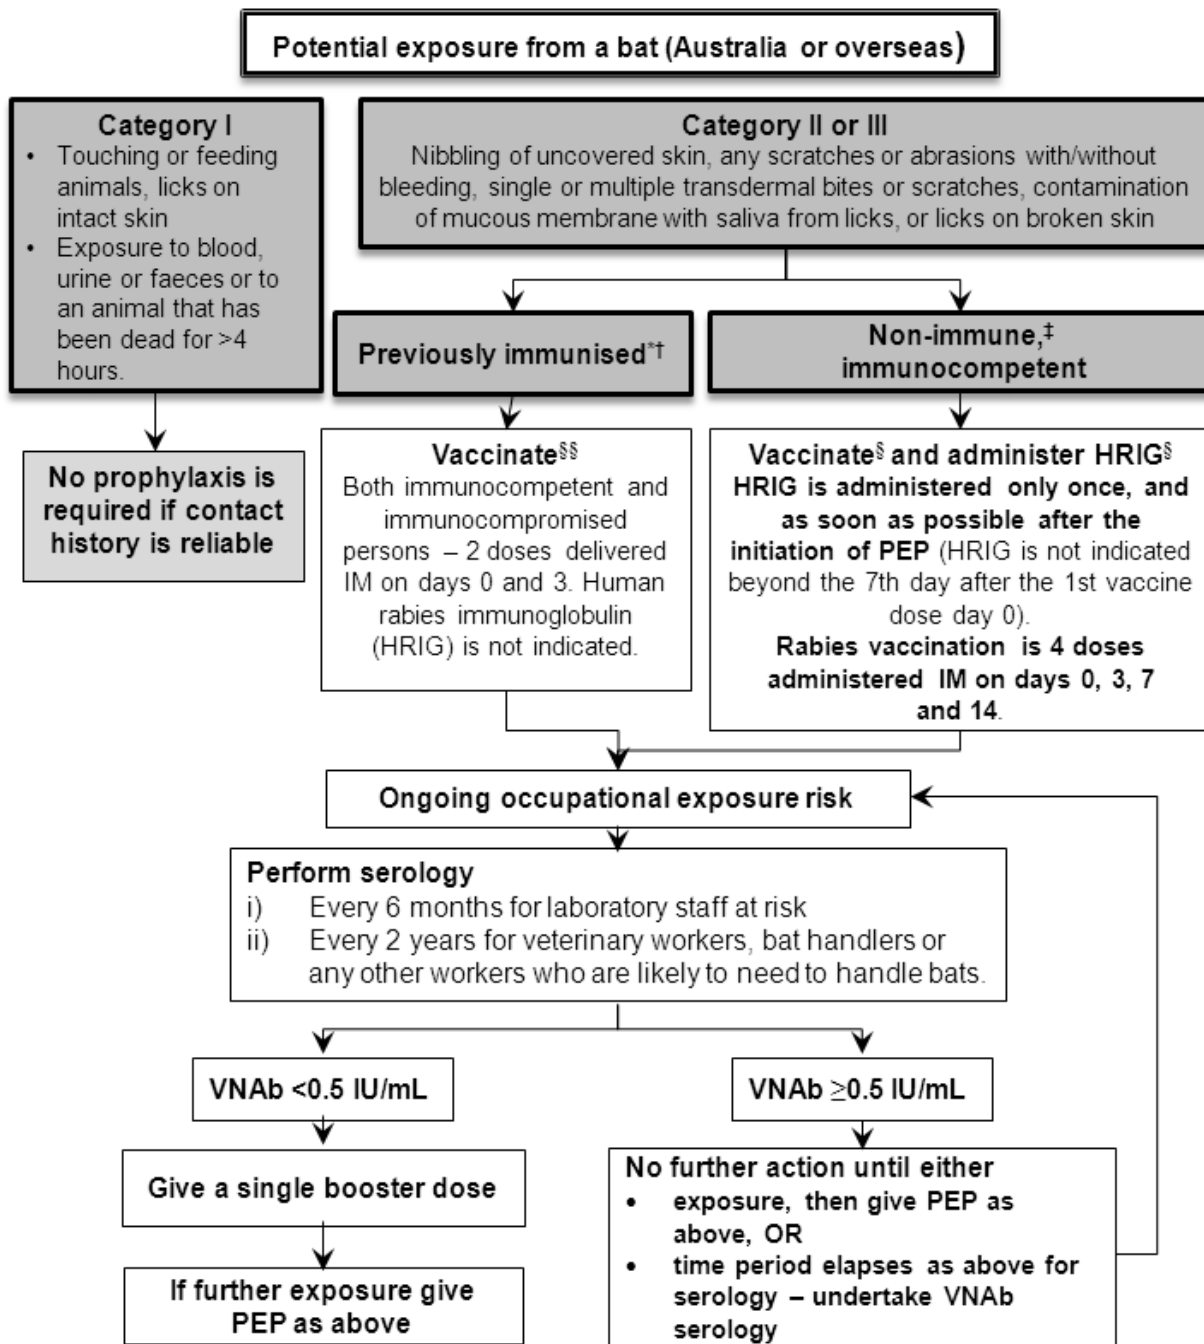 Potential exposure from a bat (Australia or overseas)
Category I
• Touching or feeding
animals, licks on
intact skin
• Exposure to blood,
urine or faeces or to
an animal that has
been dead for >4
hours.
Category II or III
Nibbling of uncovered skin, any scratches or abrasions with/without
bleeding, single or multiple transdermal bites or scratches, contamination
of mucous membrane with saliva from licks, or licks on broken skin
Previously immunised*†
Non-immune,‡
immunocompetent
No prophylaxis is
required if contact
history is reliable
Vaccinate§§
Both immunocompetent and
immunocompromised
persons – 2 doses delivered
IM on days 0 and 3. Human
rabies immunoglobulin
(HRIG) is not indicated.
Vaccinate§ and administer HRIG§
HRIG is administered only once, and
as soon as possible after the
initiation of PEP (HRIG is not indicated
beyond the 7th day after the 1st vaccine
dose day 0).
Rabies vaccination is 4 doses
administered IM on days 0, 3, 7
and 14.
Ongoing occupational exposure risk
Perform serology
i) Every 6 months for laboratory staff at risk
ii) Every 2 years for veterinary workers, bat handlers or
any other workers who are likely to need to handle bats.
VNAb <0.5 IU/mL
VNAb ≥0.5 IU/mL
Give a single booster dose
If further exposure give
PEP as above
No further action until either
• exposure, then give PEP as
above, OR
• time period elapses as above for
serology – undertake VNAb
serology